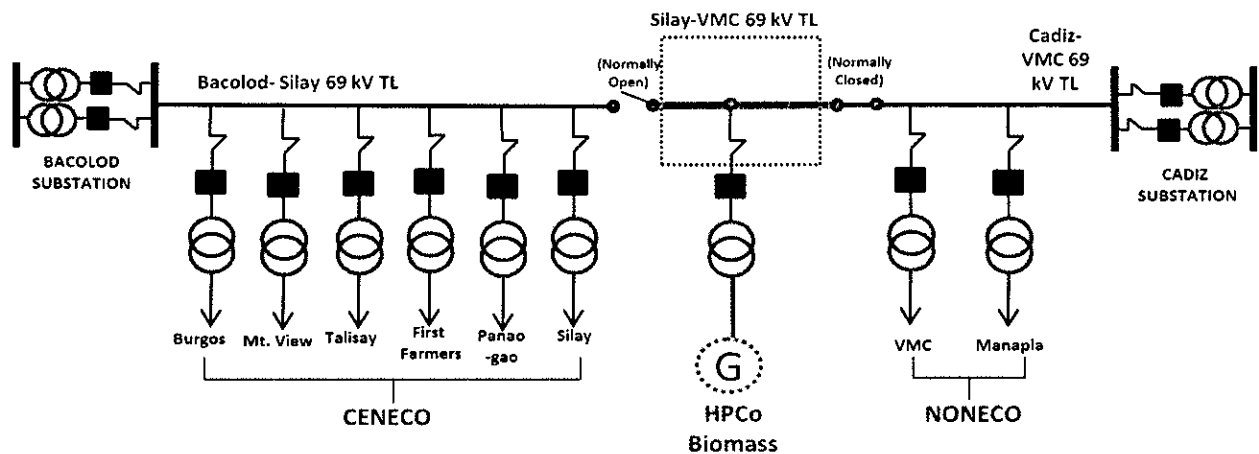 Silay-VMC 69 kV TL
Cadiz-
VMC 69
kV TL
(Normally
Open)
(Normally
Closed)
Bacolod- Silay 69 kV TL
BACOLOD
SUBSTATION
CADIZ
SUBSTATION
Burgos
Mt. View
Talisay
First
Farmers
Panao
-gao
Silay
VMC
Manapla
G
CENECO
HPCo
Biomass
NONECO